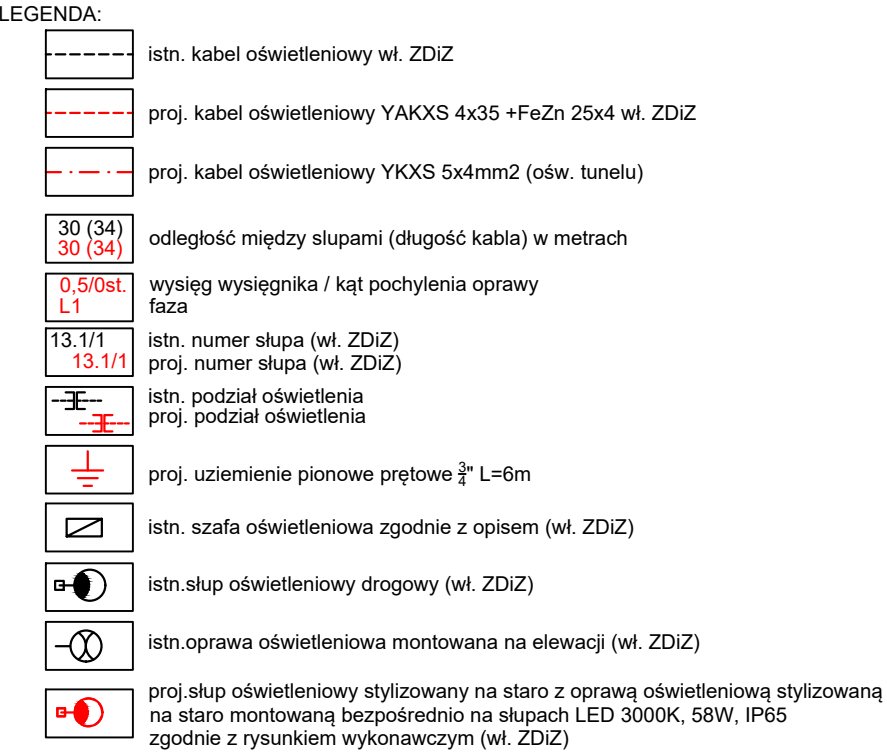 LEGENDA:
istn. kabel oświetleniowy wł. ZDiZ
proj. kabel oświetleniowy YAKXS 4x35 +FeZn 25x4 wł. ZDiZ
proj. kabel oświetleniowy YKXS 5x4mm2 (ośw. tunelu)
30 (34)
30 (34)
odległość między slupami (długość kabla) w metrach
0,5/0st.
L1
wysięg wysięgnika / kąt pochylenia oprawy
faza
13.1/1
13.1/1
istn. numer słupa (wł. ZDiZ)
proj. numer słupa (wł. ZDiZ)
istn. podział oświetlenia
proj. podział oświetlenia
proj. uziemienie pionowe prętowe 3/4" L=6m
istn. szafa oświetleniowa zgodnie z opisem (wł. ZDiZ)
istn.słup oświetleniowy drogowy (wł. ZDiZ)
istn.oprawa oświetleniowa montowana na elewacji (wł. ZDiZ)
proj.słup oświetleniowy stylizowany na staro z oprawą oświetleniową stylizowaną
na staro montowaną bezpośrednio na słupach LED 3000K, 58W, IP65
zgodnie z rysunkiem wykonawczym (wł. ZDiZ)